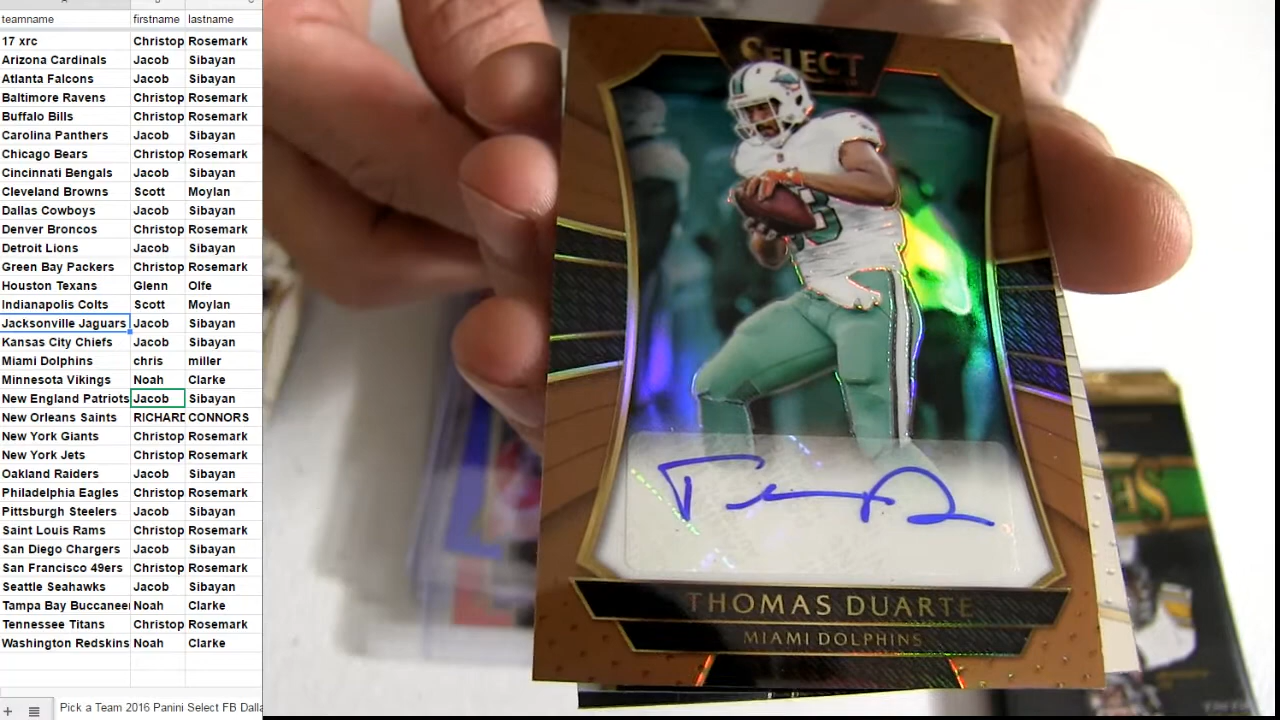 teamname firstname lastname
17 xrc Christop Rosemark
Arizona Cardinals Jacob Sibayan
Atlanta Falcons Jacob Sibayan
Baltimore Ravens Christop Rosemark
Buffalo Bills Christop Rosemark
Carolina Panthers Jacob Sibayan
Chicago Bears Christop Rosemark
Cincinnati Bengals Jacob Sibayan
Cleveland Browns Scott Moylan
Dallas Cowboys Jacob Sibayan
Denver Broncos Christop Rosemark
Detroit Lions Jacob Sibayan
Green Bay Packers Christop Rosemark
Houston Texans Glenn Olfe
Indianapolis Colts Scott Moylan
Jacksonville Jaguars Jacob Sibayan
Kansas City Chiefs Jacob Sibayan
Miami Dolphins chris miller
Minnesota Vikings Noah Clarke
New England Patriots Jacob Sibayan
New Orleans Saints RICHARD CONNORS
New York Giants Christop Rosemark
New York Jets Christop Rosemark
Oakland Raiders Jacob Sibayan
Philadelphia Eagles Christop Rosemark
Pittsburgh Steelers Jacob Sibayan
Saint Louis Rams Christop Rosemark
San Diego Chargers Jacob Sibayan
San Francisco 49ers Christop Rosemark
Seattle Seahawks Jacob Sibayan
Tampa Bay Buccanee Noah Clarke
Tennessee Titans Christop Rosemark
Washington Redskins Noah Clarke
Pick a Team 2016 Panini Select FB Dalla
SELECT
THOMAS DUARTE
MIAMI DOLPHINS